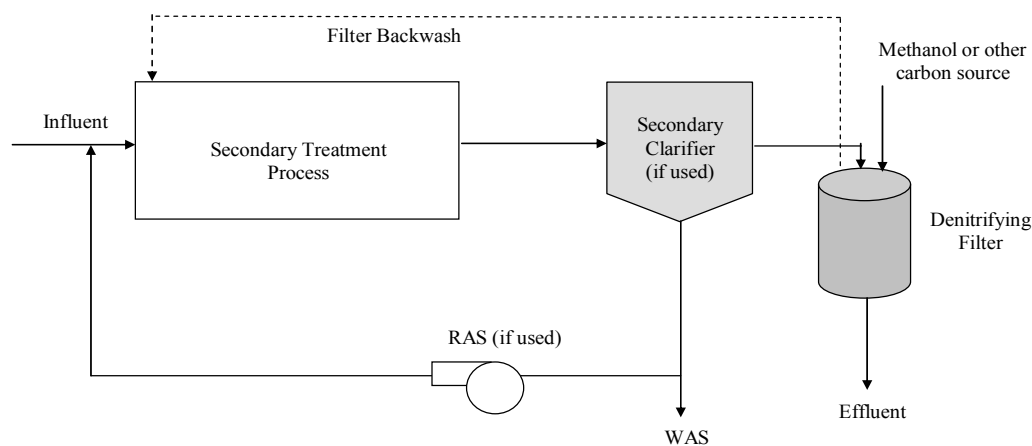 Filter Backwash
Methanol or other
carbon source
Influent
Secondary Treatment
Process
Secondary
Clarifier
(if used)
Denitrifying
Filter
RAS (if used)
Effluent
WAS